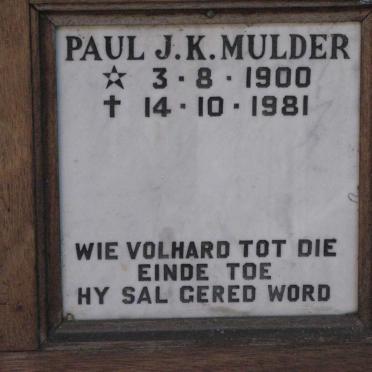 PAUL J.K. MULDER
☆ 3·8·1900
✝ 14·10·1981
WIE VOLHARD TOT DIE
EINDE TOE
HY SAL GERED WORD